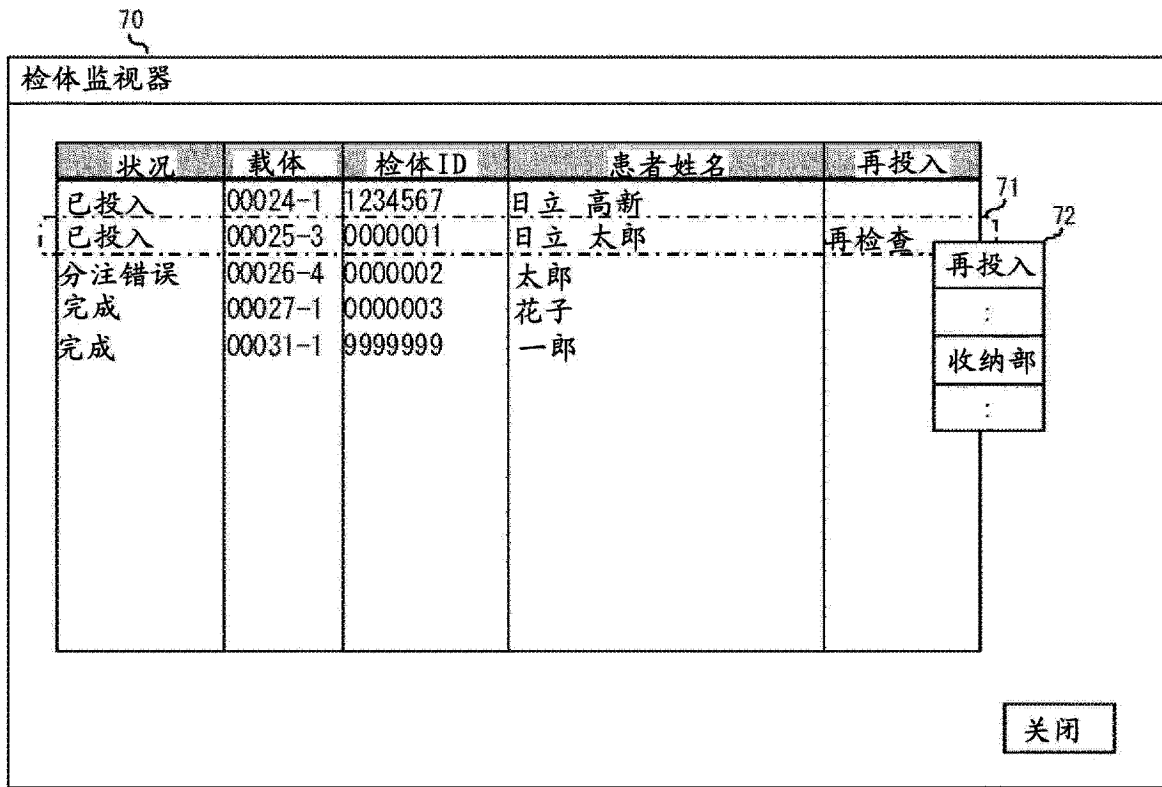 70
检体监视器
状况 载体 检体ID 患者姓名 再投入
已投入 00024-1 1234567 日立 高新
71
已投入 00025-3 0000001 日立 太郎 再检查
72
再投入
分注错误 00026-4 0000002 太郎
完成 00027-1 0000003 花子
:
完成 00031-1 9999999 一郎
收纳部
:
关闭